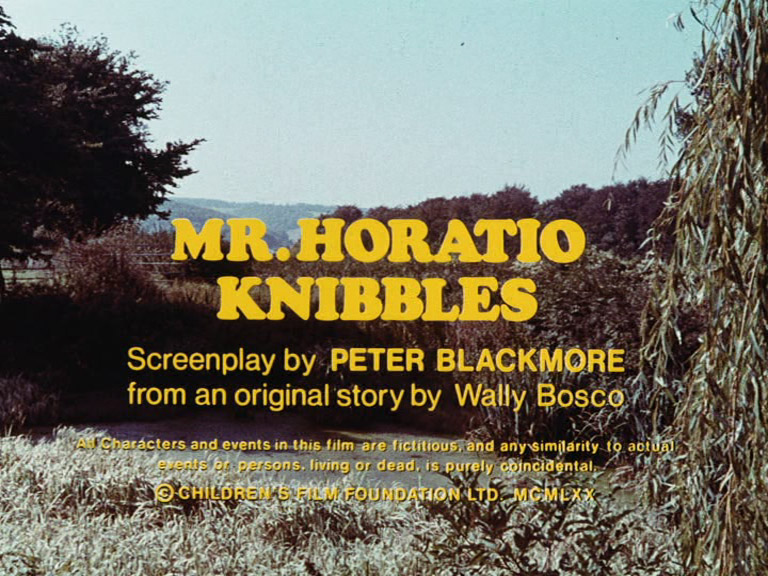 MR. HORATIO
KNIBBLES
Screenplay by PETER BLACKMORE
from an original story by Wally Bosco
All Characters and events in this film are fictitious, and any similarity to actual
events or persons, living or dead, is purely coincidental.
© CHILDREN'S FILM FOUNDATION LTD. MCMLXX